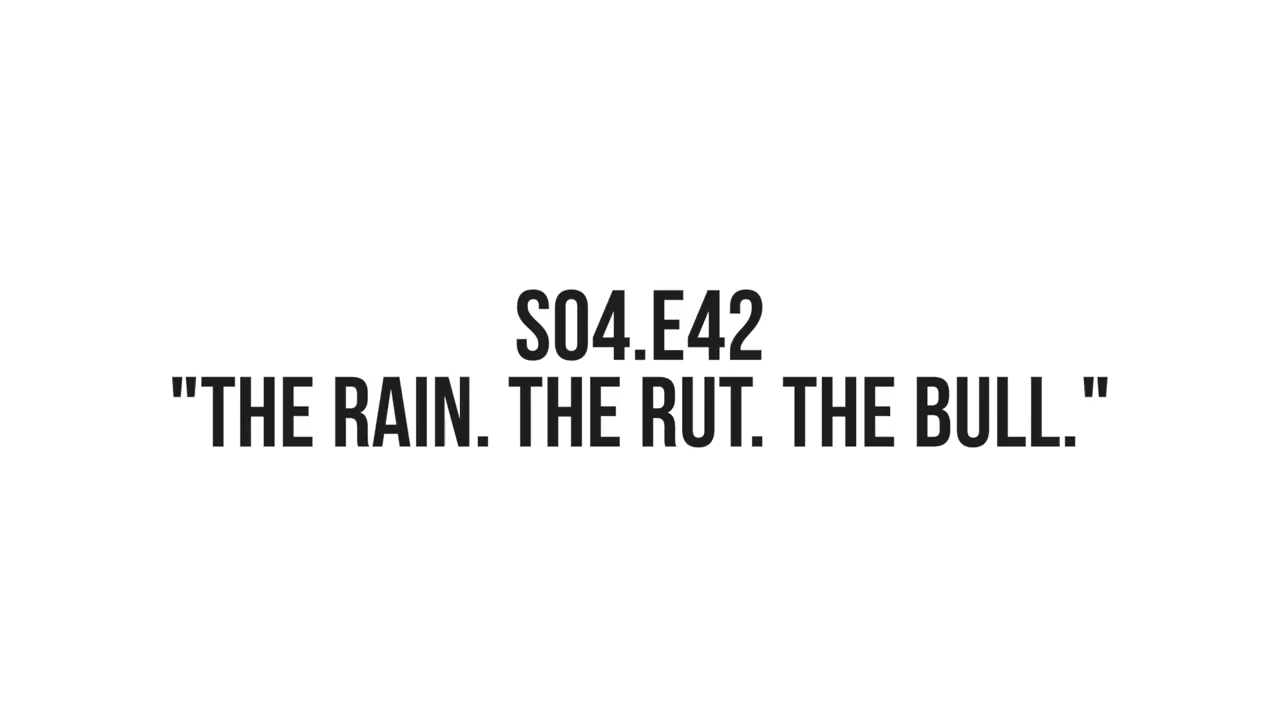 S04.E42
"THE RAIN. THE RUT. THE BULL."